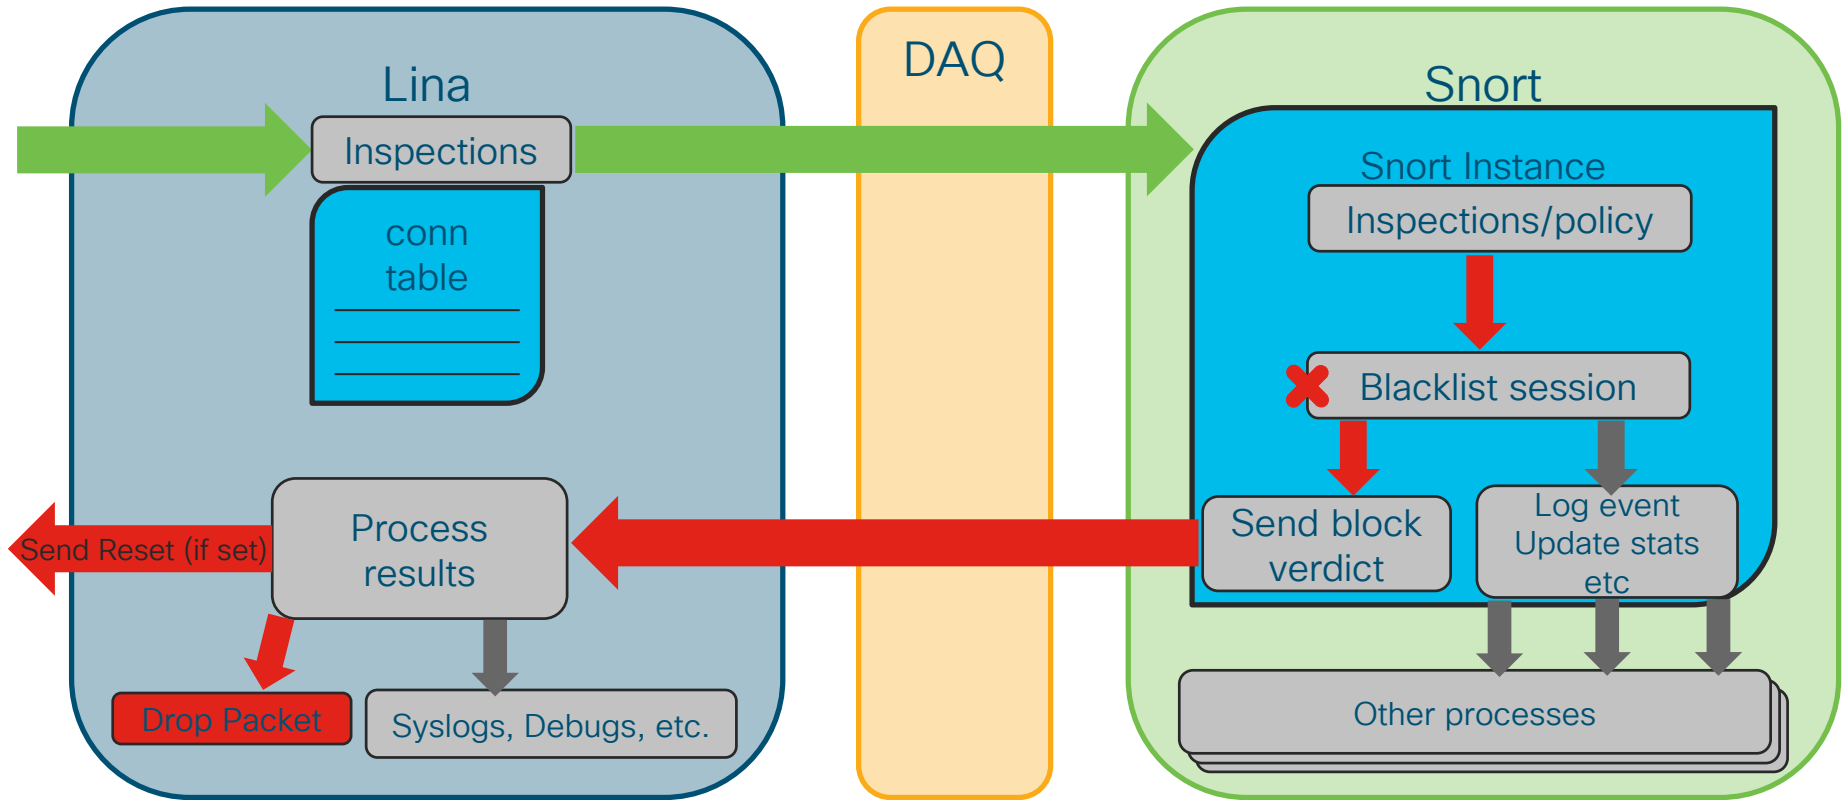 Lina
Inspections
conn
table
Process
results
Send Reset (if set)
Drop Packet
Syslogs, Debugs, etc.
DAQ
Snort
Snort Instance
Inspections/policy
Blacklist session
Send block
verdict
Log event
Update stats
etc
Other processes